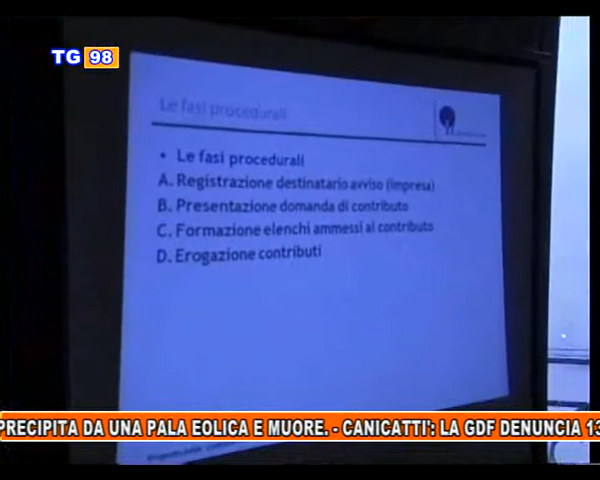 TG 98
Le fasi procedurali
• Le fasi procedurali
A. Registrazione destinatario avviso (impresa)
B. Presentazione domanda di contributo
C. Formazione elenchi ammessi al contributo
D. Erogazione contributi
PRECIPITA DA UNA PALA EOLICA E MUORE. - CANICATTI': LA GDF DENUNCIA 13